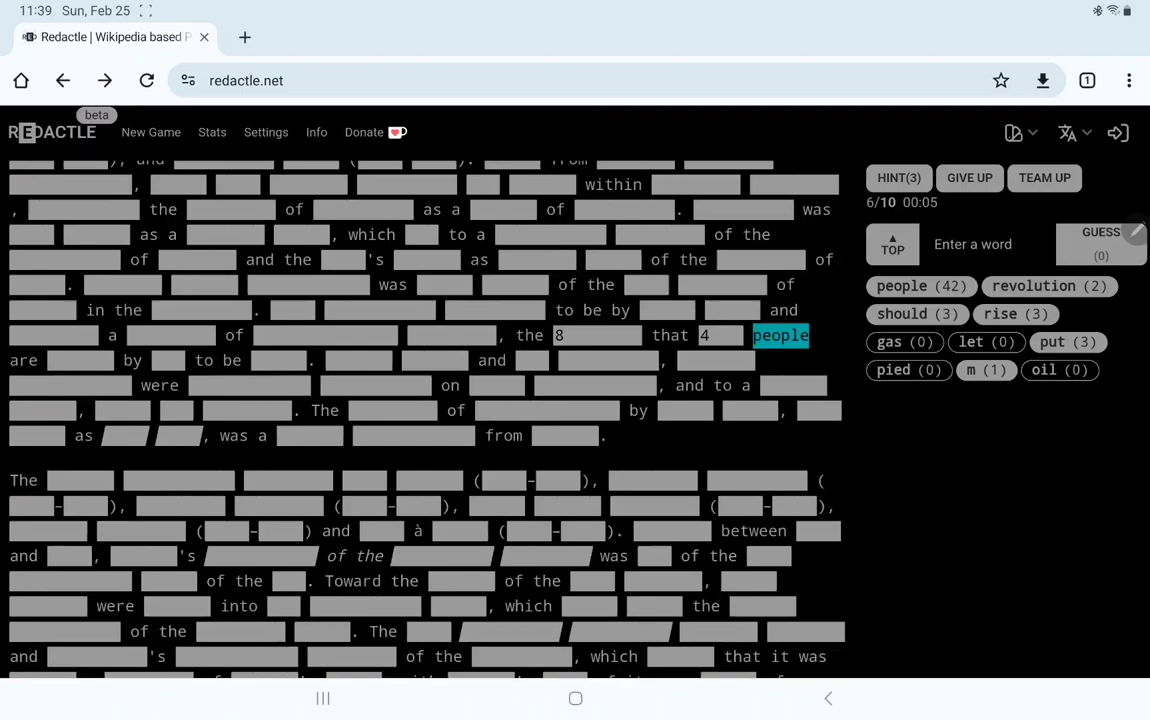 11:39 Sun, Feb 25
Redactle | Wikipedia based P
redactle.net
beta
REDACTLE New Game Stats Settings Info Donate
), and ( ). from
, within
, the of as a of . was
as a , which to a of the
of and the 's as of the of
. was of the of
in the . to be by and
a of , the 8 that 4 people
are by to be . and ,
were on , and to a
, . The of by ,
as , was a from .
The ( – ), (
– ), ( – ), ( – ),
( – ) and à ( – ). between
and , 's of the was of the
of the . Toward the of the ,
were into , which the
of the . The
and 's of the , which that it was
HINT(3) GIVE UP TEAM UP
6/10 00:05
▲
TOP
Enter a word
GUESS
(0)
people (42) revolution (2)
should (3) rise (3)
gas (0) let (0) put (3)
pied (0) m (1) oil (0)